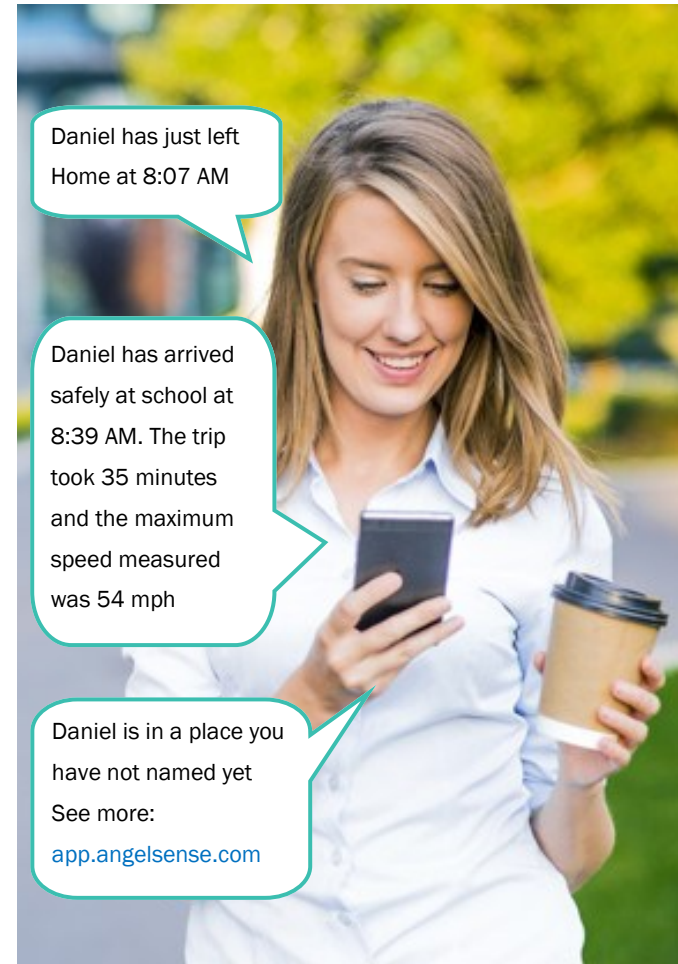 Daniel has just left
Home at 8:07 AM
Daniel has arrived
safely at school at
8:39 AM. The trip
took 35 minutes
and the maximum
speed measured
was 54 mph
Daniel is in a place you
have not named yet
See more:
app.angelsense.com